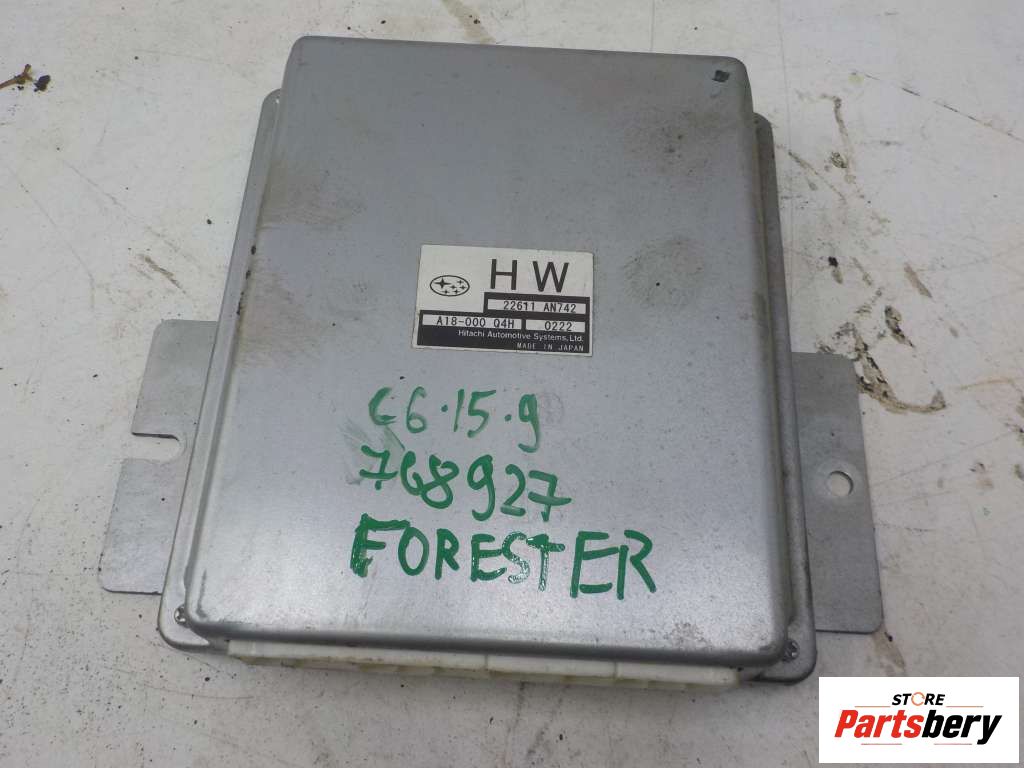 HW
22611 AN742
A18-000 Q4H 0222
Hitachi Automotive Systems, Ltd.
MADE IN JAPAN
C6.15.9
768927
FORESTER
STORE
Partsbery